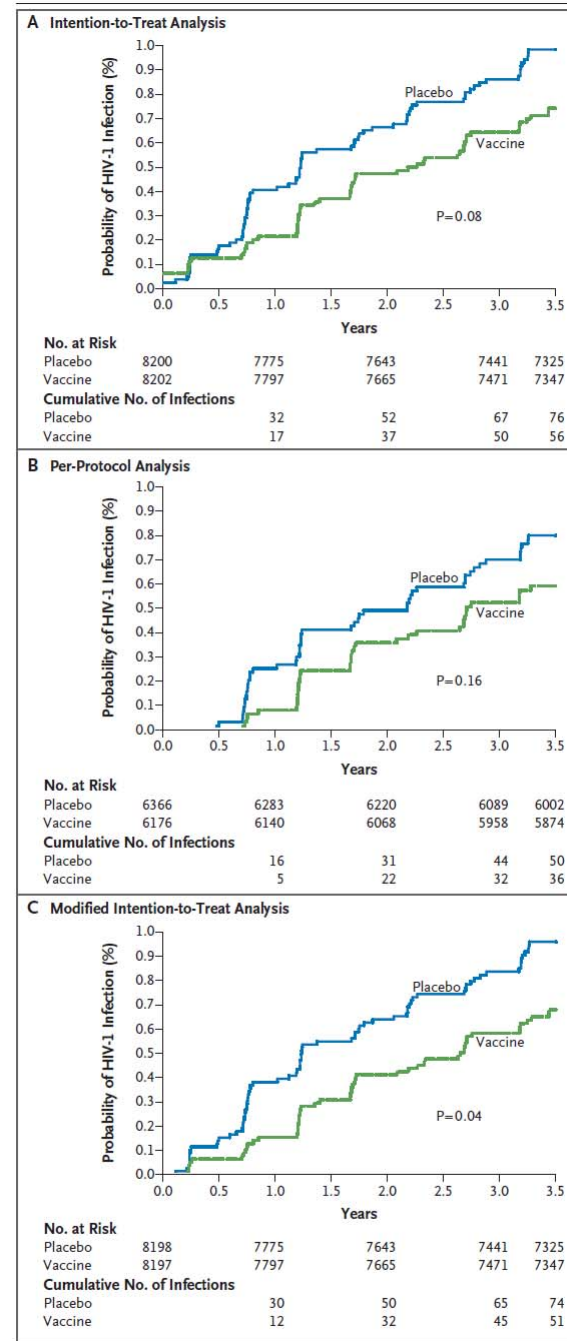 A Intention-to-Treat Analysis
Probability of HIV-1 Infection (%)
1.0
0.9
0.8
0.7
0.6
0.5
0.4
0.3
0.2
0.1
0.0
Placebo
Vaccine
P=0.08
0.0 0.5 1.0 1.5 2.0 2.5 3.0 3.5
Years
No. at Risk
Placebo 8200 7775 7643 7441 7325
Vaccine 8202 7797 7665 7471 7347
Cumulative No. of Infections
Placebo 32 52 67 76
Vaccine 17 37 50 56
B Per-Protocol Analysis
Probability of HIV-1 Infection (%)
1.0
0.9
0.8
0.7
0.6
0.5
0.4
0.3
0.2
0.1
0.0
Placebo
Vaccine
P=0.16
0.0 0.5 1.0 1.5 2.0 2.5 3.0 3.5
Years
No. at Risk
Placebo 6366 6283 6220 6089 6002
Vaccine 6176 6140 6068 5958 5874
Cumulative No. of Infections
Placebo 16 31 44 50
Vaccine 5 22 32 36
C Modified Intention-to-Treat Analysis
Probability of HIV-1 Infection (%)
1.0
0.9
0.8
0.7
0.6
0.5
0.4
0.3
0.2
0.1
0.0
Placebo
Vaccine
P=0.04
0.0 0.5 1.0 1.5 2.0 2.5 3.0 3.5
Years
No. at Risk
Placebo 8198 7775 7643 7441 7325
Vaccine 8197 7797 7665 7471 7347
Cumulative No. of Infections
Placebo 30 50 65 74
Vaccine 12 32 45 51